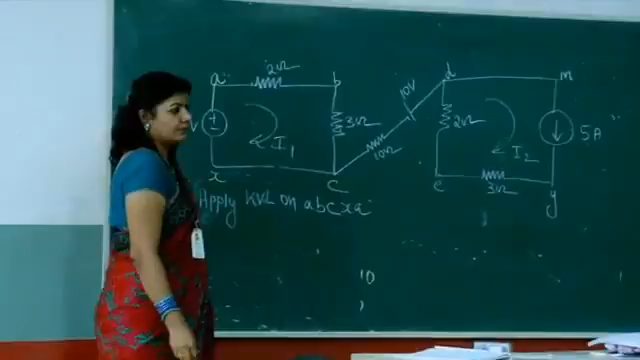 a 2Ω b 10V d m
V + - I₁ 3Ω 10Ω 2Ω I₂ 5A
x c e 3Ω y
Apply KVL on abcxa
10